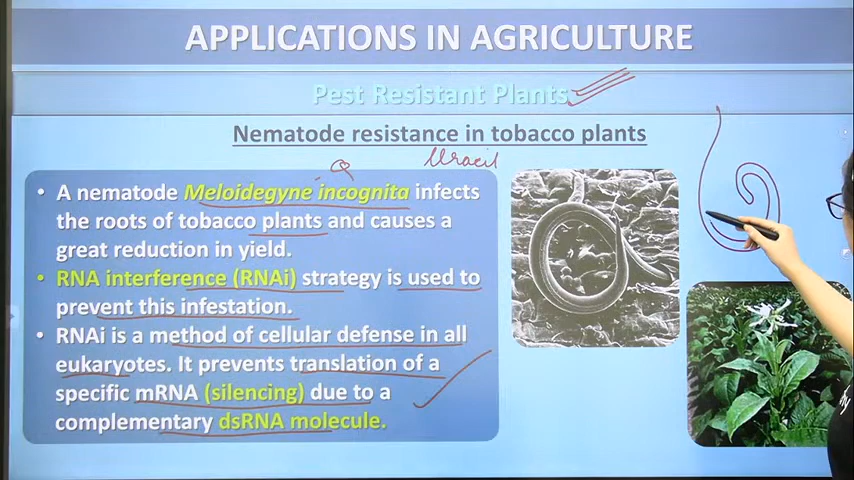 APPLICATIONS IN AGRICULTURE
Pest Resistant Plants
Nematode resistance in tobacco plants
Uracil
• A nematode Meloidegyne incognita infects
the roots of tobacco plants and causes a
great reduction in yield.
• RNA interference (RNAi) strategy is used to
prevent this infestation.
• RNAi is a method of cellular defense in all
eukaryotes. It prevents translation of a
specific mRNA (silencing) due to a
complementary dsRNA molecule.